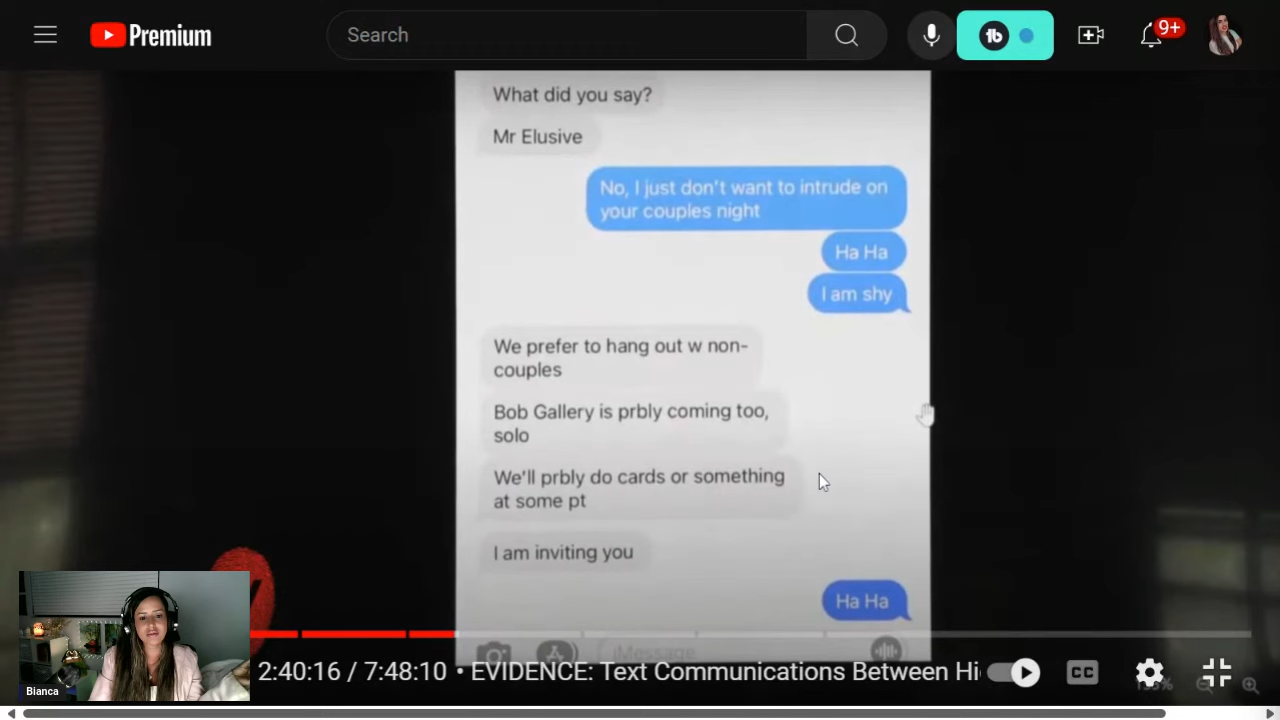 Premium
Search
9+
What did you say?
Mr Elusive
No, I just don't want to intrude on
your couples night
Ha Ha
I am shy
We prefer to hang out w non-
couples
Bob Gallery is prbly coming too,
solo
We'll prbly do cards or something
at some pt
I am inviting you
Ha Ha
iMessage
Bianca
2:40:16 / 7:48:10 • EVIDENCE: Text Communications Between Hi
CC